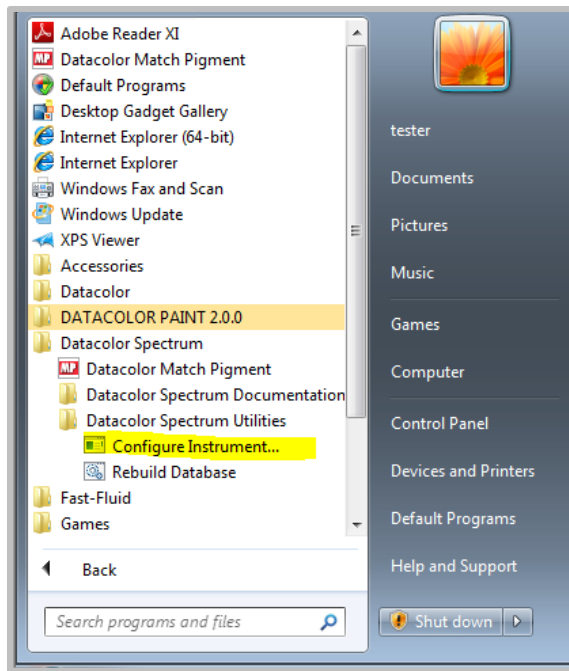 Adobe Reader XI
Datacolor Match Pigment
Default Programs
Desktop Gadget Gallery
Internet Explorer (64-bit)
Internet Explorer
Windows Fax and Scan
Windows Update
XPS Viewer
Accessories
Datacolor
DATACOLOR PAINT 2.0.0
Datacolor Spectrum
MP Datacolor Match Pigment
Datacolor Spectrum Documentation
Datacolor Spectrum Utilities
Configure Instrument...
Rebuild Database
Fast-Fluid
Games
Back
Search programs and files
tester
Documents
Pictures
Music
Games
Computer
Control Panel
Devices and Printers
Default Programs
Help and Support
Shut down